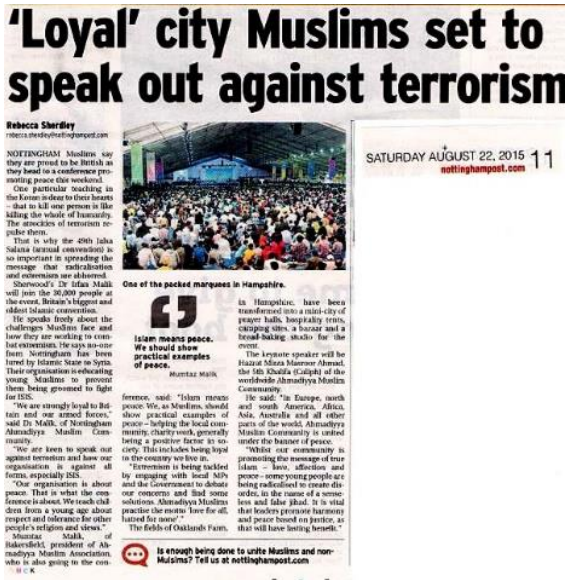 'Loyal' city Muslims set to
speak out against terrorism
Rebecca Sherdley
rebecca.sherdley@nottinghampost.com
NOTTINGHAM Muslims say
they are proud to be British as
they head to a conference pro-
moting peace this weekend.
One particular teaching in
the Koran is dear to their hearts
– that to kill one person is like
killing the whole of humanity.
The atrocities of terrorism re-
pulse them.
That is why the 49th Jalsa
Salana (annual convention) is
so important in spreading the
message that radicalisation
and extremism are abhorred.
Sherwood's Dr Irfan Malik
will join the 30,000 people at
the event, Britain's biggest and
oldest Islamic convention.
He speaks freely about the
challenges Muslims face and
how they are working to com-
bat extremism. He says no-one
from Nottingham has been
lured by Islamic State to Syria.
Their organisation is educating
young Muslims to prevent
them being groomed to fight
for ISIS.
"We are strongly loyal to Bri-
tain and our armed forces,"
said Dr Malik, of Nottingham
Ahmadiyya Muslim Com-
munity.
"We are keen to speak out
against terrorism and how our
organisation is against all
forms, especially ISIS.
"Our organisation is about
peace. That is what the con-
ference is about. We teach chil-
dren from a young age about
respect and tolerance for other
people's religion and views."
Mumtaz Malik, of
Bakersfield, president of Ah-
madiyya Muslim Association,
who is also going to the con-
One of the packed marquees in Hampshire.
Islam means peace.
We should show
practical examples
of peace.
Mumtaz Malik
ference, said: "Islam means
peace. We, as Muslims, should
show practical examples of
peace – helping the local com-
munity, charity work, generally
being a positive factor in so-
ciety. This includes being loyal
to the country we live in.
"Extremism is being tackled
by engaging with local MPs
and the Government to debate
our concerns and find some
solutions. Ahmadiyya Muslims
practise the motto 'love for all,
hatred for none'."
The fields of Oaklands Farm,
in Hampshire, have been
transformed into a mini-city of
prayer halls, hospitality tents,
camping sites, a bazaar and a
bread-baking studio for the
event.
The keynote speaker will be
Hazrat Mirza Masroor Ahmad,
the 5th Khalifa (Caliph) of the
worldwide Ahmadiyya Muslim
Community.
He said: "In Europe, north
and south America, Africa,
Asia, Australia and all other
parts of the world, Ahmadiyya
Muslim Community is united
under the banner of peace.
"Whilst our community is
promoting the message of true
Islam – love, affection and
peace – some young people are
being radicalised to create dis-
order, in the name of a sense-
less and false jihad. It is vital
that leaders promote harmony
and peace based on justice, as
that will have lasting benefit."
Is enough being done to unite Muslims and non-
Muslims? Tell us at nottinghampost.com
SATURDAY AUGUST 22, 2015 11
nottinghampost.com